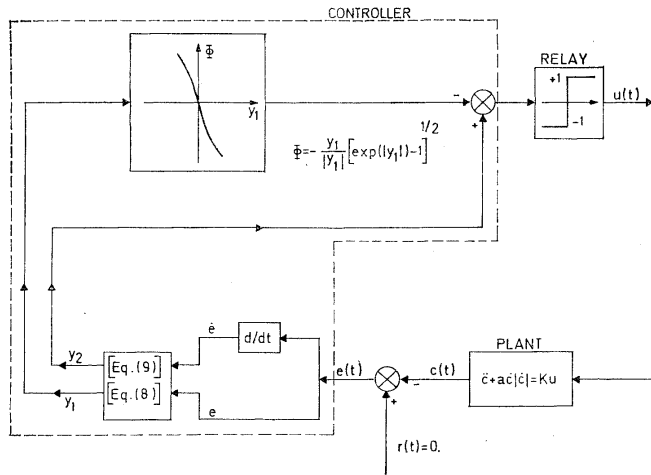 CONTROLLER
Φ
y₁
RELAY
+1
-1
u(t)
-
+
Φ=-y₁/|y₁| [exp(|y₁|)-1]^1/2
y₂
y₁
[Eq.(9)]
[Eq.(8)]
ė
d/dt
e
e(t)
-
+
c(t)
PLANT
c̈+aċ|ċ|=Ku
r(t)=0.